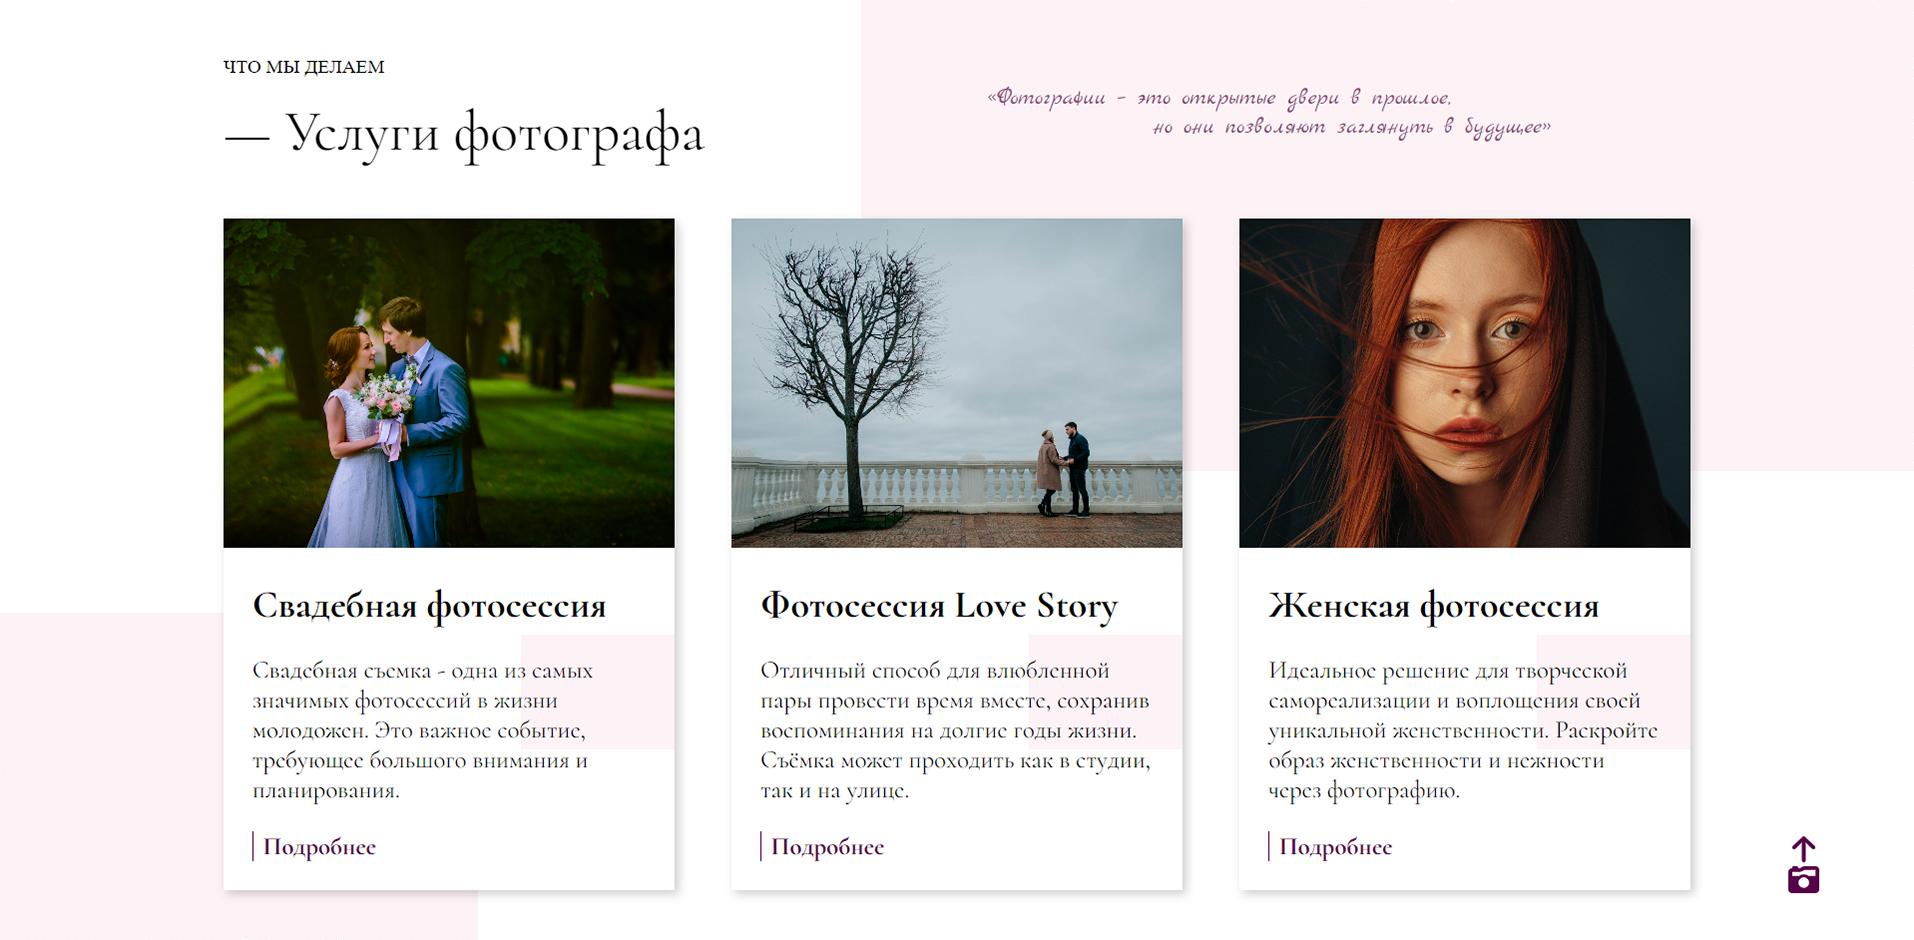 ЧТО МЫ ДЕЛАЕМ
— Услуги фотографа
«Фотографии - это открытые двери в прошлое,
но они позволяют заглянуть в будущее»
Свадебная фотосессия
Свадебная съемка - одна из самых
значимых фотосессий в жизни
молодожен. Это важное событие,
требующее большого внимания и
планирования.
Подробнее
Фотосессия Love Story
Отличный способ для влюбленной
пары провести время вместе, сохранив
воспоминания на долгие годы жизни.
Съёмка может проходить как в студии,
так и на улице.
Подробнее
Женская фотосессия
Идеальное решение для творческой
самореализации и воплощения своей
уникальной женственности. Раскройте
образ женственности и нежности
через фотографию.
Подробнее